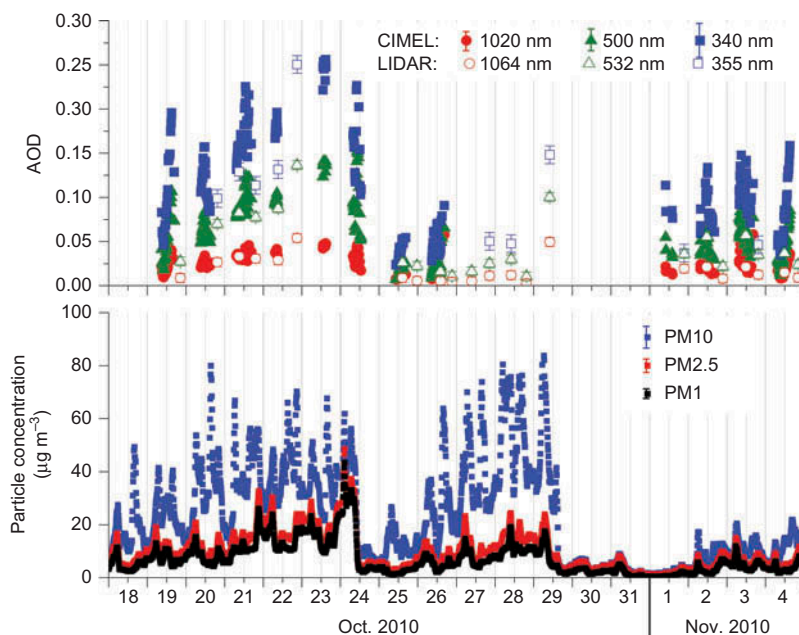 0.30
0.25
0.20
0.15
0.10
0.05
0.00
AOD
CIMEL: 1020 nm 500 nm 340 nm
LIDAR: 1064 nm 532 nm 355 nm
100
80
60
40
20
0
Particle concentration
(μg m⁻³)
PM10
PM2.5
PM1
18 19 20 21 22 23 24 25 26 27 28 29 30 31 1 2 3 4
Oct. 2010 Nov. 2010